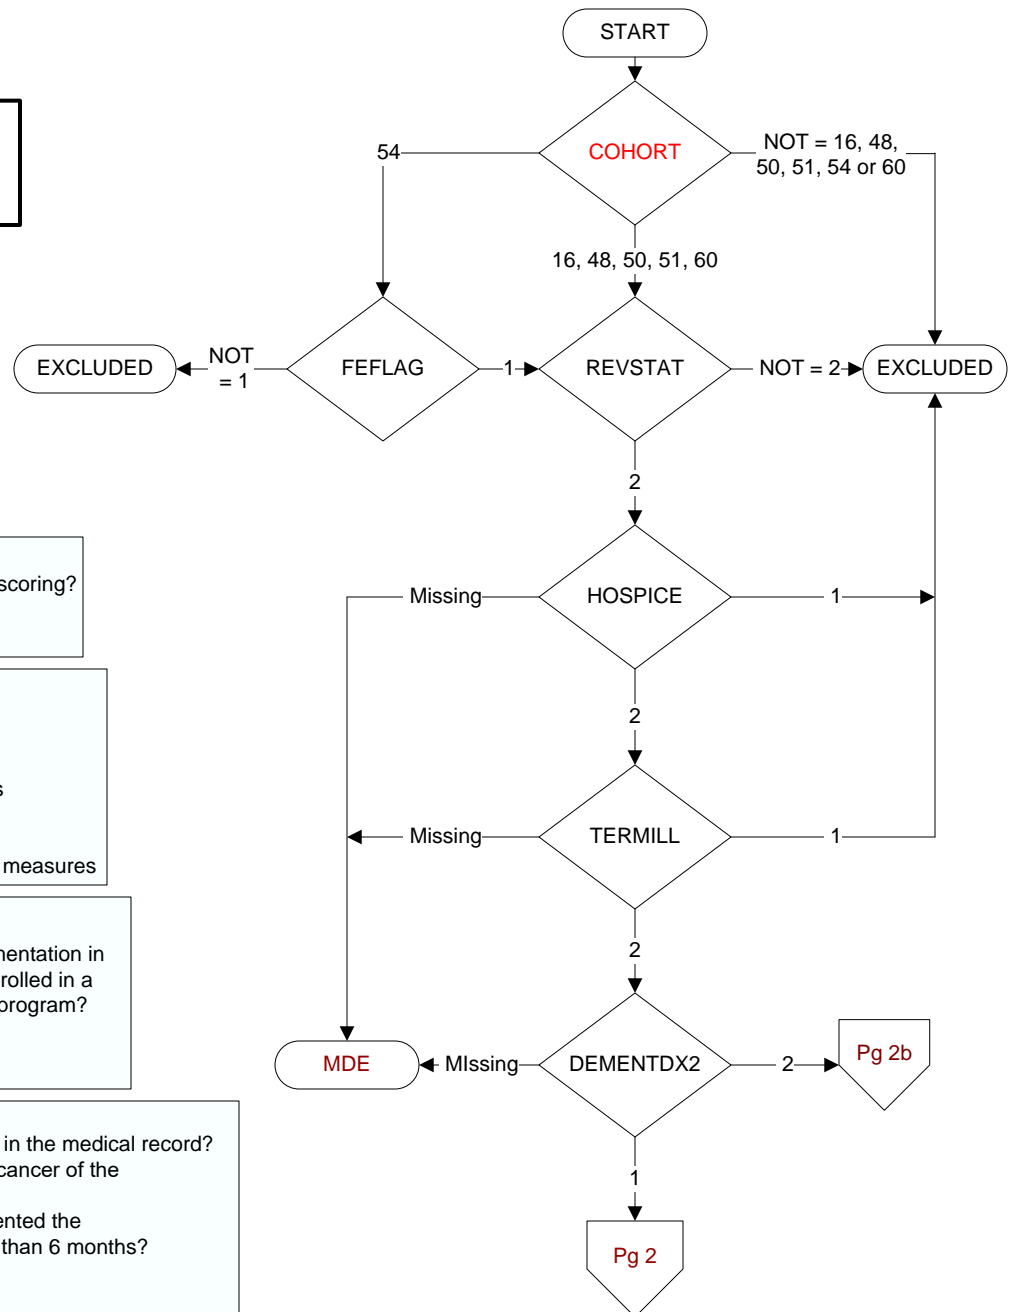 START
COHORT
54
NOT = 16, 48,
50, 51, 54 or 60
16, 48, 50, 51, 60
EXCLUDED
NOT
= 1
FEFLAG
1
REVSTAT
NOT = 2
EXCLUDED
2
scoring?
Missing
HOSPICE
1
2
s
measures
Missing
TERMILL
1
2
mentation in
rolled in a
program?
MDE
MIssing
DEMENTDX2
2
Pg 2b
in the medical record?
cancer of the
ented the
than 6 months?
1
Pg 2